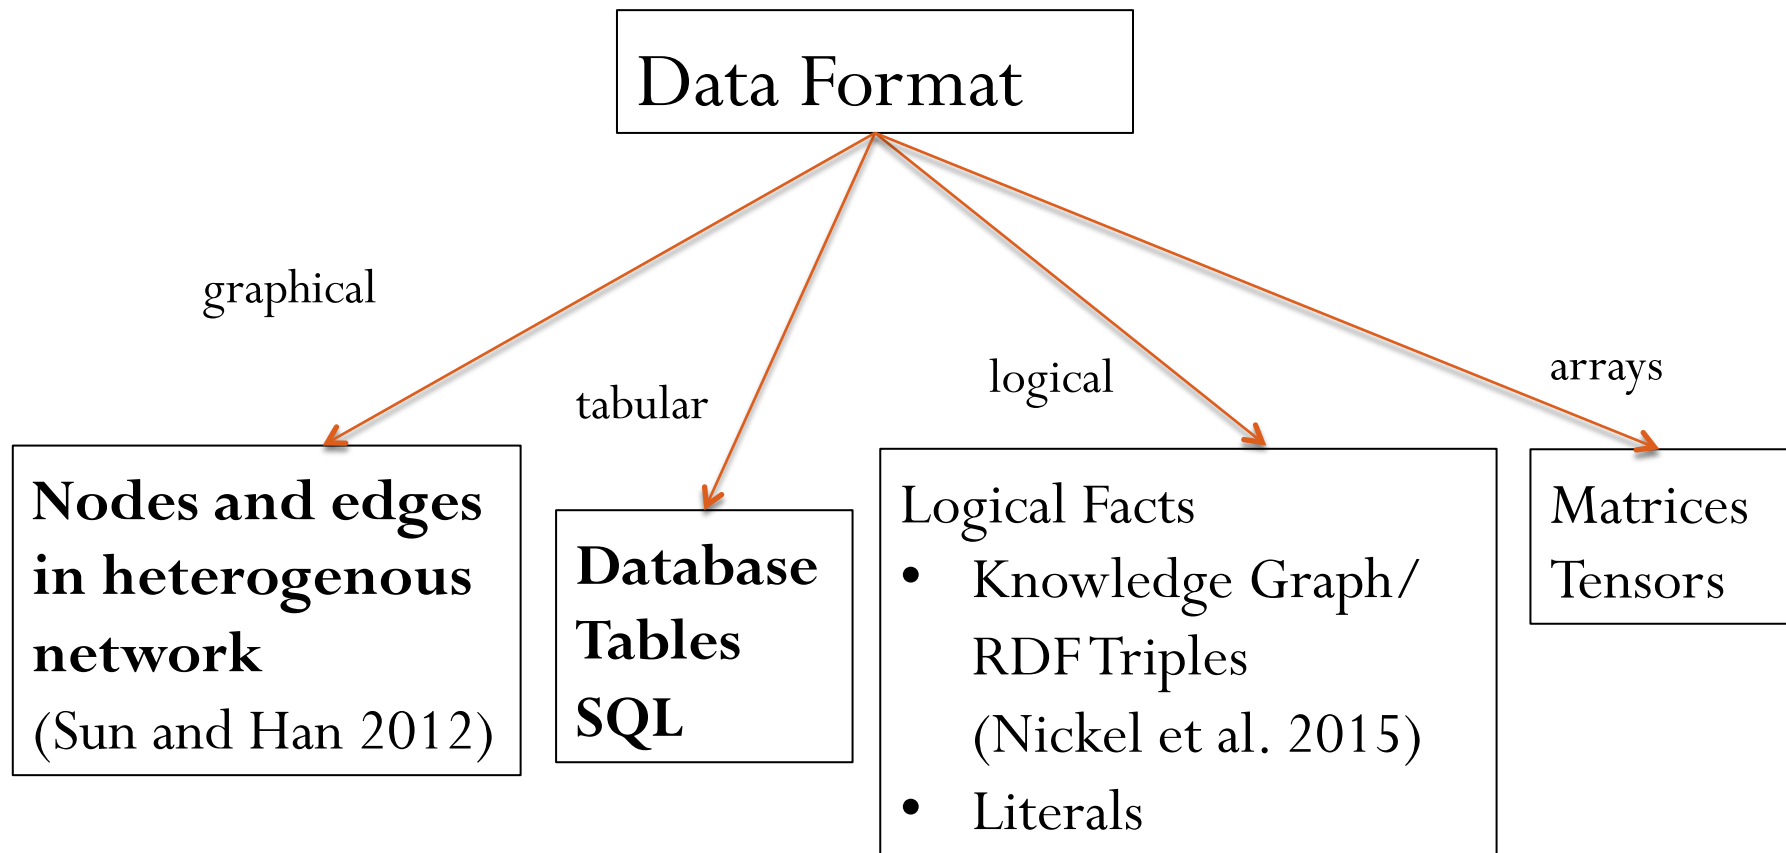 Data Format
graphical
tabular
logical
arrays
Nodes and edges
in heterogenous
network
(Sun and Han 2012)
Database
Tables
SQL
Logical Facts
• Knowledge Graph/
RDF Triples
(Nickel et al. 2015)
• Literals
Matrices
Tensors